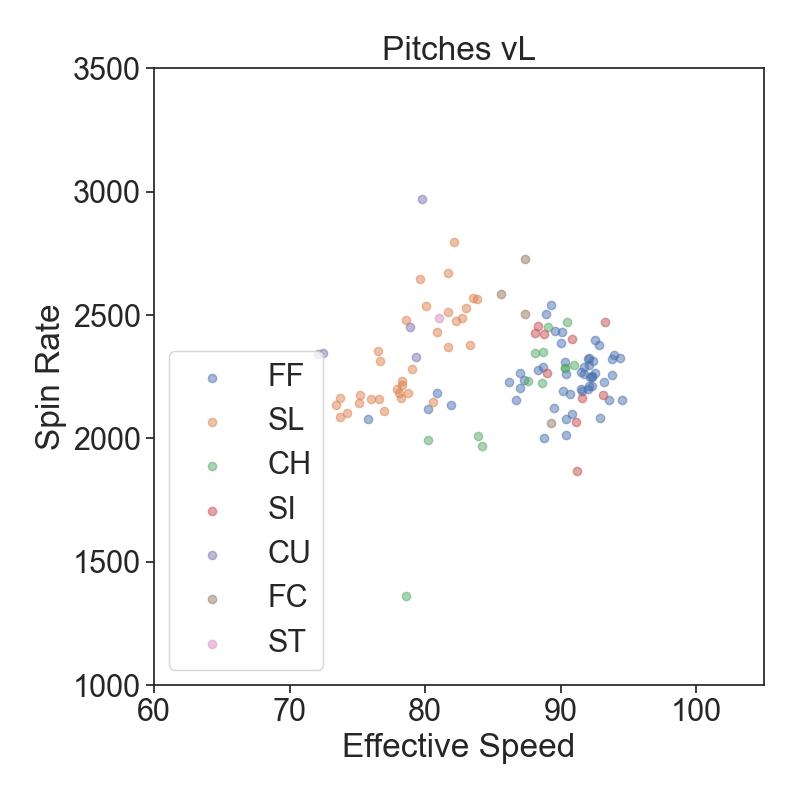 Pitches vL
3500
3000
2500
2000
1500
1000
Spin Rate
FF
SL
CH
SI
CU
FC
ST
60
70
80
90
100
Effective Speed